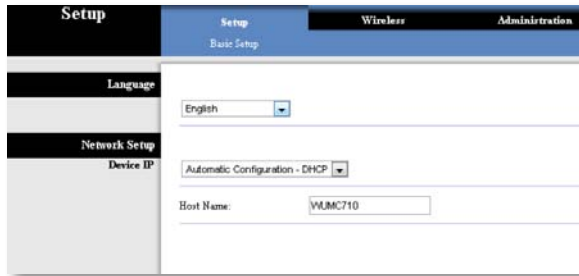 Setup Setup Wireless Administration
Basic Setup
Language
English
Network Setup
Device IP
Automatic Configuration - DHCP
Host Name: WUMC710